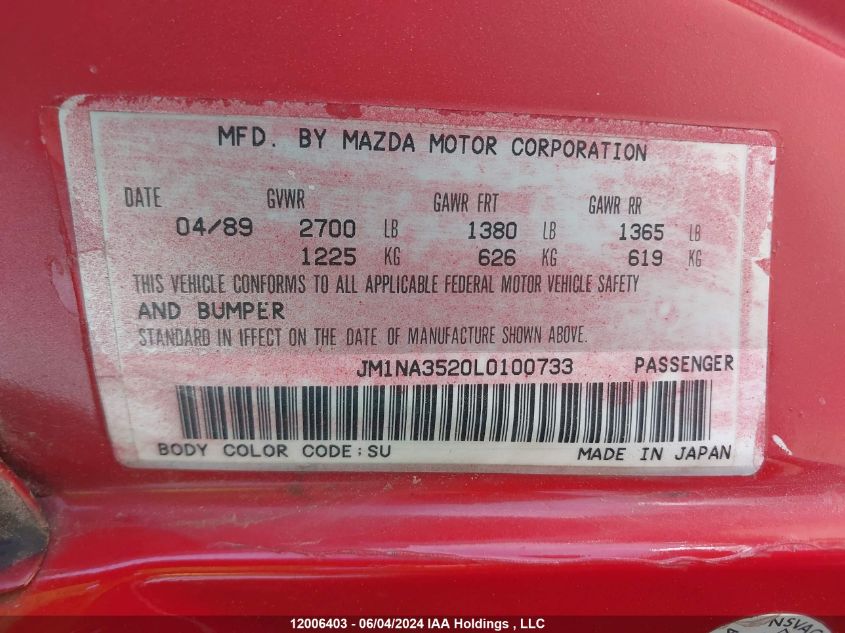 MFD. BY MAZDA MOTOR CORPORATION
DATE GVWR GAWR FRT GAWR RR
04/89 2700 LB 1380 LB 1365 LB
1225 KG 626 KG 619 KG
THIS VEHICLE CONFORMS TO ALL APPLICABLE FEDERAL MOTOR VEHICLE SAFETY
AND BUMPER
STANDARD IN IFFECT ON THE DATE OF MANUFACTURE SHOWN ABOVE.
JM1NA3520L0100733 PASSENGER
BODY COLOR CODE:SU MADE IN JAPAN
12006403 - 06/04/2024 IAA Holdings , LLC